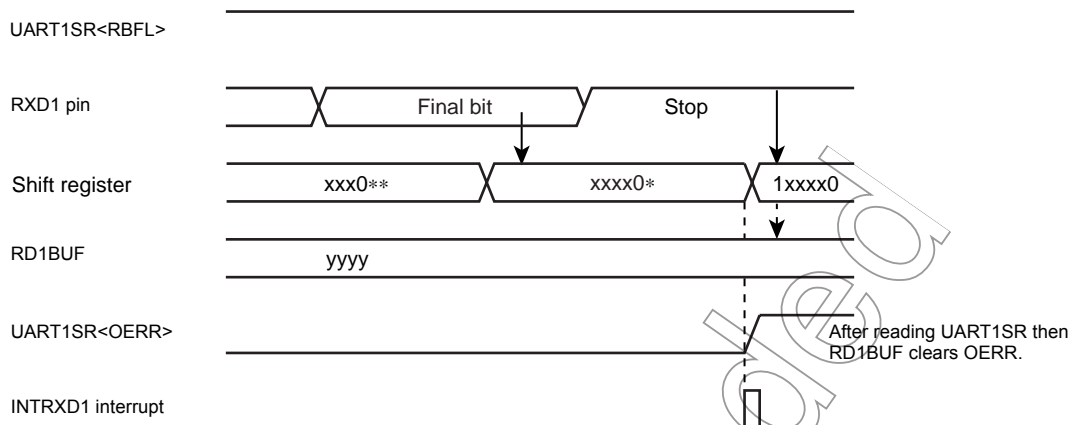 UART1SR<RBFL>
RXD1 pin
Final bit
Stop
Shift register
xxx0**
xxxx0*
1xxxx0
RD1BUF
yyyy
UART1SR<OERR>
After reading UART1SR then
RD1BUF clears OERR.
INTRXD1 interrupt